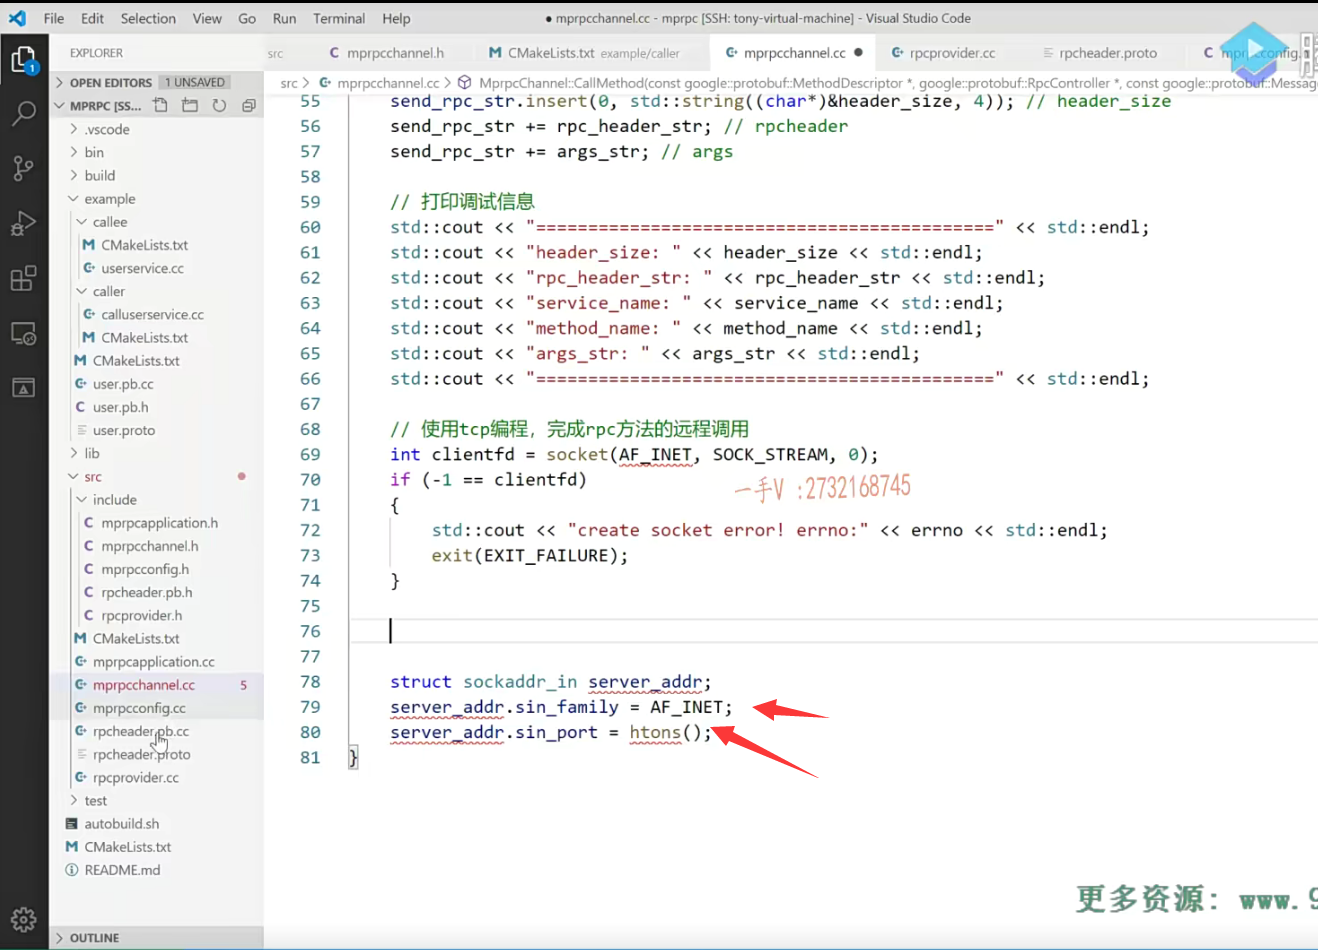 File Edit Selection View Go Run Terminal Help
● mprpcchannel.cc - mprpc [SSH: tony-virtual-machine] - Visual Studio Code
EXPLORER
src
C mprpcchannel.h
M CMakeLists.txt example/caller
mprpcchannel.cc ●
rpcprovider.cc
rpcheader.proto
OPEN EDITORS 1 UNSAVED
src > mprpcchannel.cc > MprpcChannel::CallMethod(const google::protobuf::MethodDescriptor *, google::protobuf::RpcController *, const google::protobuf::Message
1
MPRPC [SS...
.vscode
bin
build
example
callee
M CMakeLists.txt
userservice.cc
caller
calluserservice.cc
M CMakeLists.txt
M CMakeLists.txt
user.pb.cc
C user.pb.h
user.proto
lib
src
include
C mprpcapplication.h
C mprpcchannel.h
C mprpcconfig.h
C rpcheader.pb.h
C rpcprovider.h
M CMakeLists.txt
mprpcapplication.cc
mprpcchannel.cc 5
mprpcconfig.cc
rpcheader.pb.cc
rpcheader.proto
rpcprovider.cc
test
autobuild.sh
M CMakeLists.txt
README.md
OUTLINE
55 send_rpc_str.insert(0, std::string((char*)&header_size, 4)); // header_size
56 send_rpc_str += rpc_header_str; // rpcheader
57 send_rpc_str += args_str; // args
58
59 // 打印调试信息
60 std::cout << "============================================" << std::endl;
61 std::cout << "header_size: " << header_size << std::endl;
62 std::cout << "rpc_header_str: " << rpc_header_str << std::endl;
63 std::cout << "service_name: " << service_name << std::endl;
64 std::cout << "method_name: " << method_name << std::endl;
65 std::cout << "args_str: " << args_str << std::endl;
66 std::cout << "============================================" << std::endl;
67
68 // 使用tcp编程，完成rpc方法的远程调用
69 int clientfd = socket(AF_INET, SOCK_STREAM, 0);
70 if (-1 == clientfd)
一手V :2732168745
71 {
72 std::cout << "create socket error! errno:" << errno << std::endl;
73 exit(EXIT_FAILURE);
74 }
75
76
77
78 struct sockaddr_in server_addr;
79 server_addr.sin_family = AF_INET;
80 server_addr.sin_port = htons();
81 }
更多资源：www.9